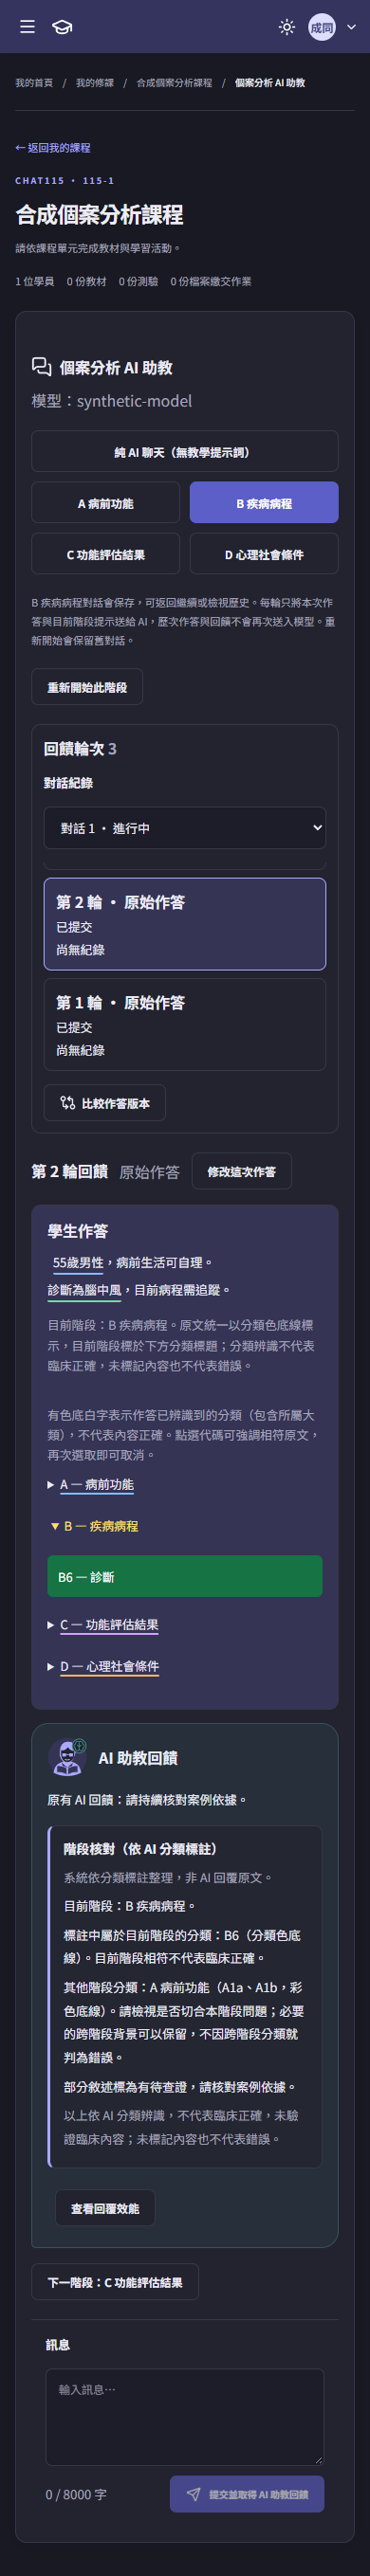 成同
我的首頁 / 我的修課 / 合成個案分析課程 / 個案分析 AI 助教
← 返回我的課程
CHAT115 • 115-1
合成個案分析課程
請依課程單元完成教材與學習活動。
1 位學員 0 份教材 0 份測驗 0 份檔案繳交作業
個案分析 AI 助教
模型：synthetic-model
純 AI 聊天（無教學提示詞）
A 病前功能
B 疾病病程
C 功能評估結果
D 心理社會條件
B 疾病病程對話會保存，可返回繼續或檢視歷史。每輪只將本次作
答與目前階段提示送給 AI，歷次作答與回饋不會再次送入模型。重
新開始會保留舊對話。
重新開始此階段
回饋輪次 3
對話紀錄
對話 1 • 進行中
第 2 輪 • 原始作答
已提交
尚無紀錄
第 1 輪 • 原始作答
已提交
尚無紀錄
比較作答版本
第 2 輪回饋 原始作答 修改這次作答
學生作答
55歲男性，病前生活可自理。
診斷為腦中風，目前病程需追蹤。
目前階段：B 疾病病程。原文統一以分類色底線標
示，目前階段標於下方分類標題；分類辨識不代表
臨床正確，未標記內容也不代表錯誤。
有色底白字表示作答已辨識到的分類（包含所屬大
類），不代表內容正確。點選代碼可強調相符原文，
再次選取即可取消。
▶ A — 病前功能
▼ B — 疾病病程
B6 — 診斷
▶ C — 功能評估結果
▶ D — 心理社會條件
AI 助教回饋
原有 AI 回饋：請持續核對案例依據。
階段核對（依 AI 分類標註）
系統依分類標註整理，非 AI 回覆原文。
目前階段：B 疾病病程。
標註中屬於目前階段的分類：B6（分類色底
線）。目前階段相符不代表臨床正確。
其他階段分類：A 病前功能（A1a、A1b，彩
色底線）。請檢視是否切合本階段問題；必要
的跨階段背景可以保留，不因跨階段分類就
判為錯誤。
部分敘述標為有待查證，請核對案例依據。
以上依 AI 分類辨識，不代表臨床正確，未驗
證臨床內容；未標記內容也不代表錯誤。
查看回覆效能
下一階段：C 功能評估結果
訊息
輸入訊息…
0 / 8000 字
提交並取得 AI 助教回饋